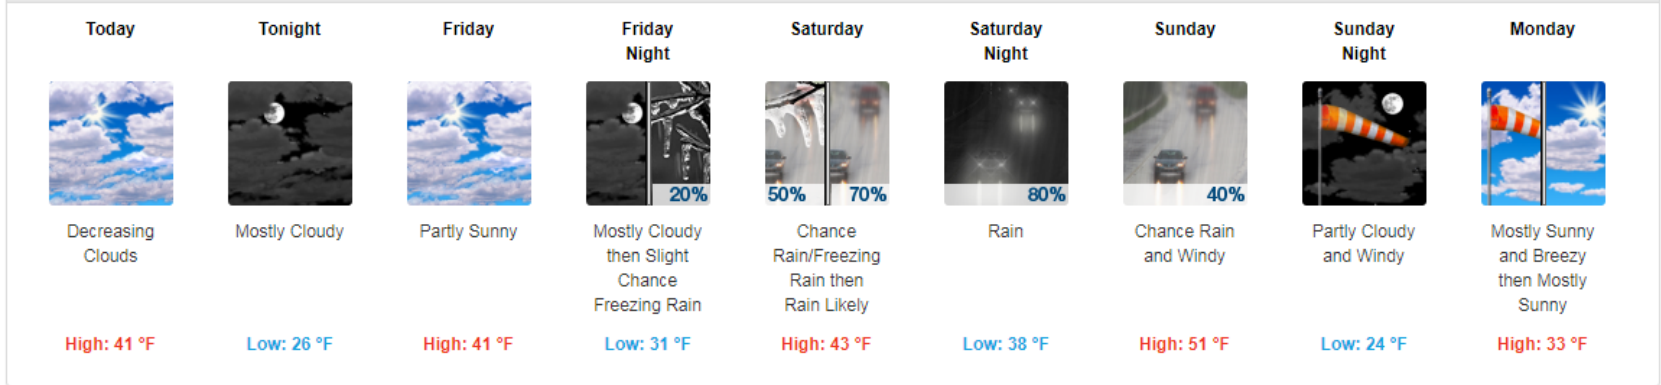 Today
Tonight
Friday
Friday
Night
Saturday
Saturday
Night
Sunday
Sunday
Night
Monday
20%
50%
70%
80%
40%
Decreasing
Clouds
Mostly Cloudy
Partly Sunny
Mostly Cloudy
then Slight
Chance
Freezing Rain
Chance
Rain/Freezing
Rain then
Rain Likely
Rain
Chance Rain
and Windy
Partly Cloudy
and Windy
Mostly Sunny
and Breezy
then Mostly
Sunny
High: 41 °F
Low: 26 °F
High: 41 °F
Low: 31 °F
High: 43 °F
Low: 38 °F
High: 51 °F
Low: 24 °F
High: 33 °F